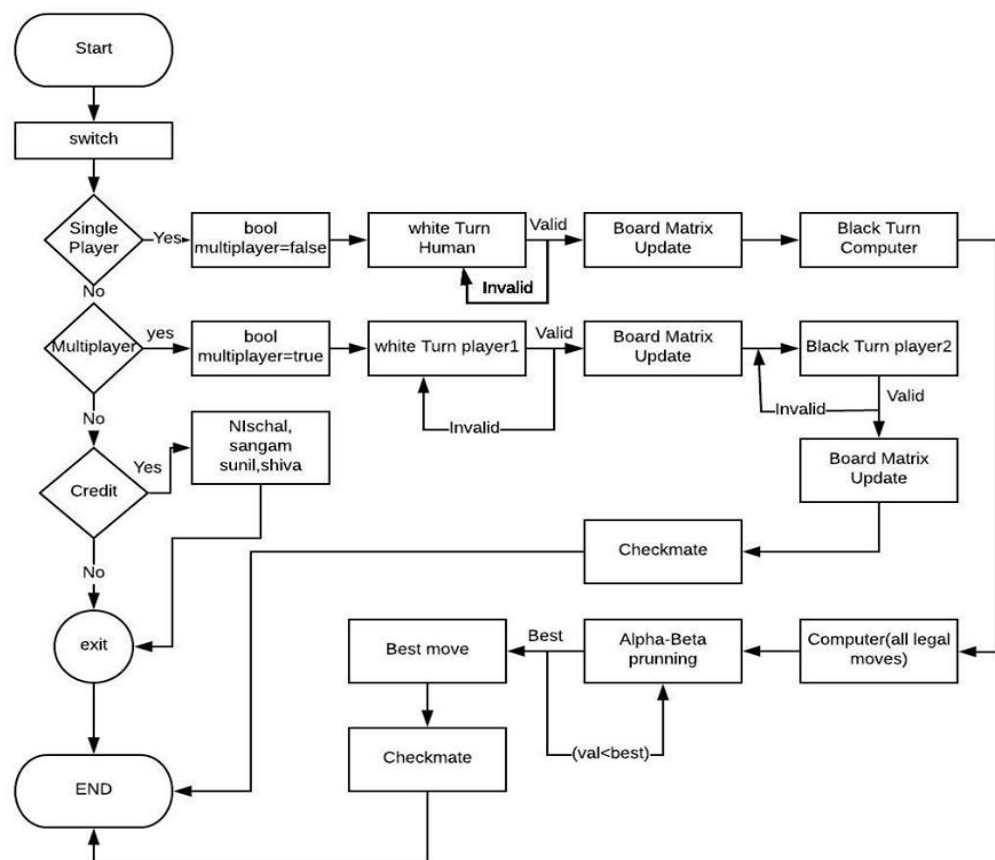 Start
switch
Single
Player
Yes
bool
multiplayer=false
white Turn
Human
Valid
Invalid
Board Matrix
Update
Black Turn
Computer
No
Multiplayer
yes
bool
multiplayer=true
white Turn player1
Valid
Invalid
Board Matrix
Update
Black Turn player2
Invalid
Valid
No
Credit
Yes
NIschal,
sangam
sunil,shiva
Board Matrix
Update
Checkmate
No
exit
Best move
Best
Alpha-Beta
prunning
Computer(all legal
moves)
(val<best)
Checkmate
END